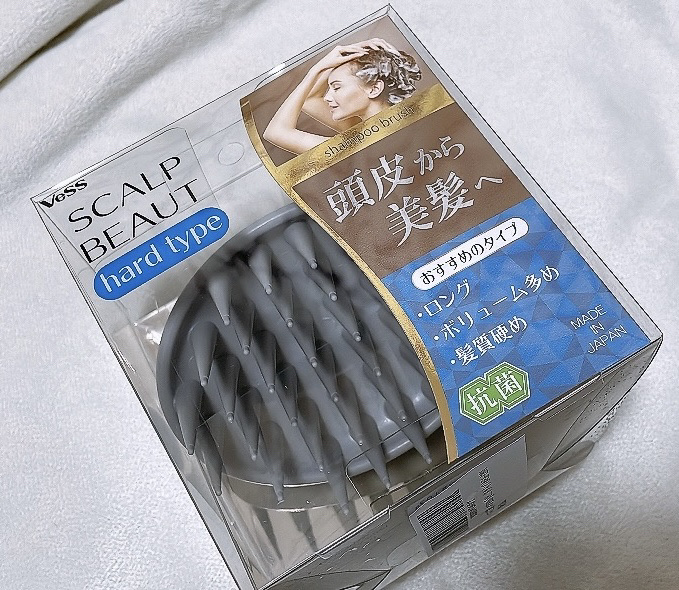 VeSS
SCALP
BEAUT
hard type
shampoo brush
頭皮から
美髪へ
おすすめのタイプ
・ロング
・ボリューム多め
・髪質硬め
抗菌
MADE
IN
JAPAN